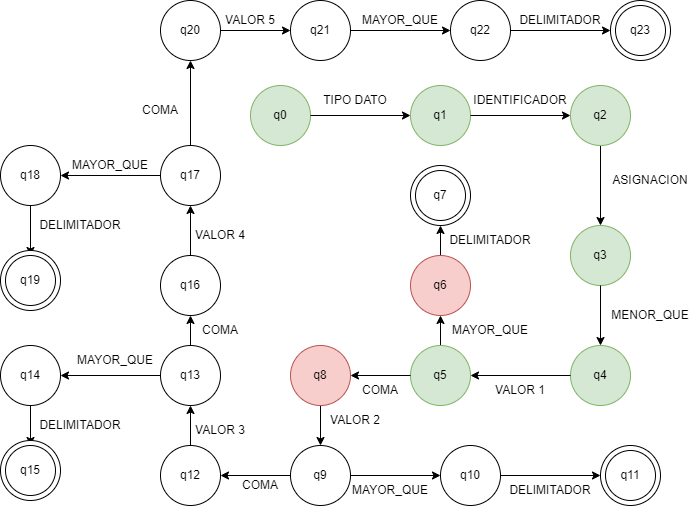 q20
VALOR 5
q21
MAYOR_QUE
q22
DELIMITADOR
q23
COMA
q0
TIPO DATO
q1
IDENTIFICADOR
q2
q18
MAYOR_QUE
q17
ASIGNACION
DELIMITADOR
q7
VALOR 4
DELIMITADOR
q3
q19
q16
q6
COMA
MAYOR_QUE
MENOR_QUE
q14
MAYOR_QUE
q13
q8
COMA
q5
VALOR 1
q4
DELIMITADOR
VALOR 3
VALOR 2
q15
q12
COMA
q9
MAYOR_QUE
q10
DELIMITADOR
q11